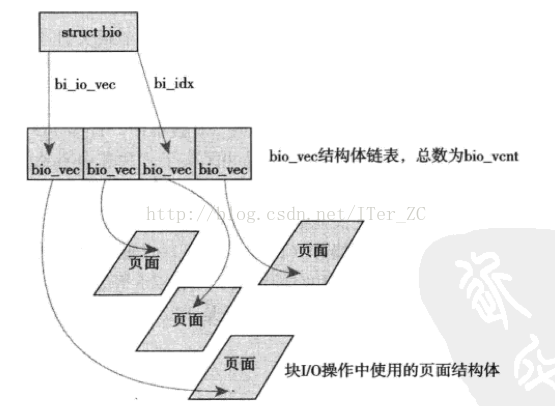 struct bio
bi_io_vec
bi_idx
bio_vec bio_vec bio_vec bio_vec
bio_vec结构体链表，总数为bio_vcnt
http://blog.csdn.net/ITer_ZC
页面
页面
页面
页面
块I/O操作中使用的页面结构体